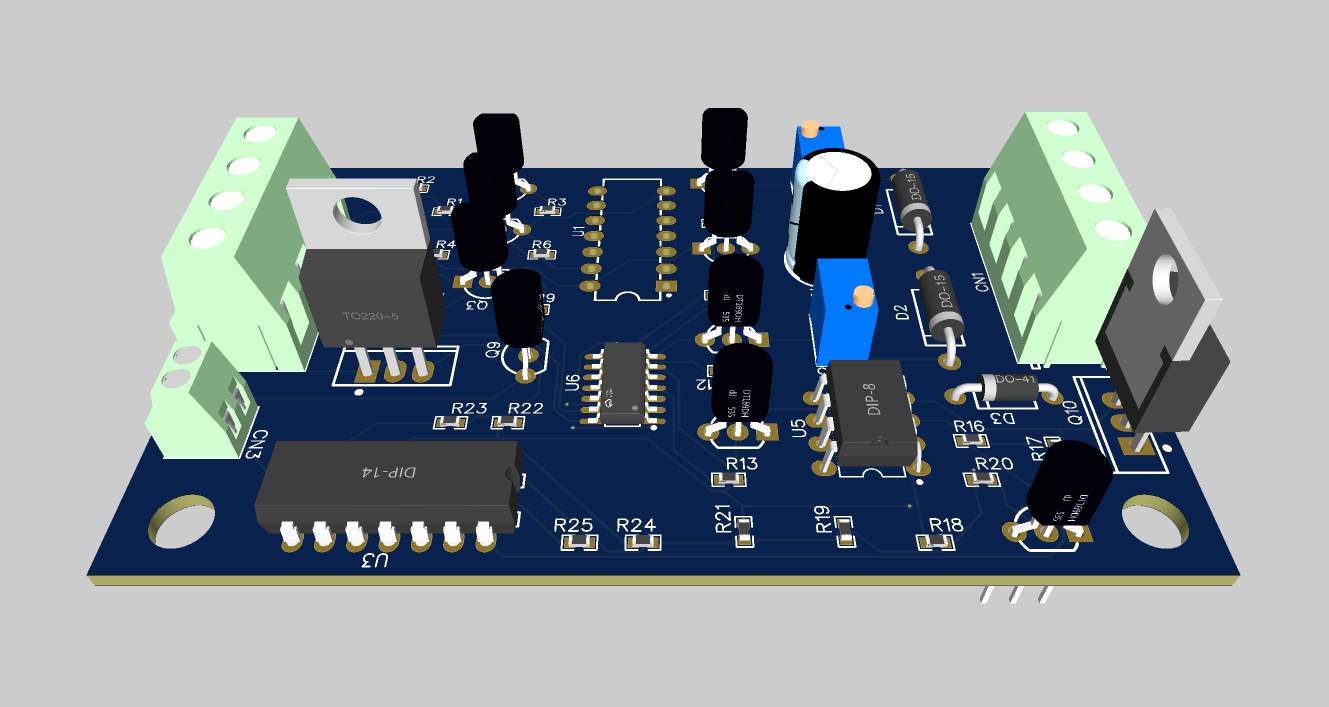 R2
R1
R3
R4
R6
U1
D1
DO-15
CN1
TO220-5
Q3
Q9
D2
DO-15
U6
DO-41
D3
Q10
R23
R22
U5
DIP-8
R16
R17
R20
R13
CN3
DIP-14
R25
R24
R21
R19
R18
U3